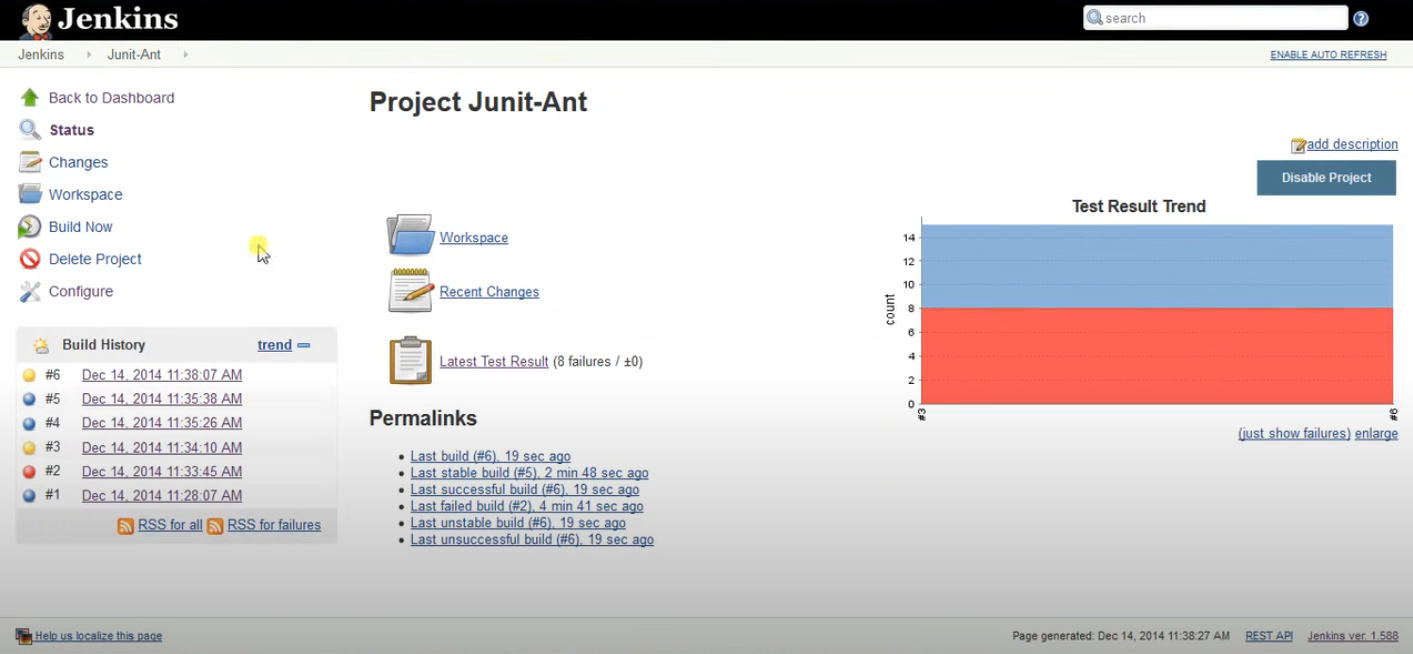 Jenkins
search
Jenkins Junit-Ant
ENABLE AUTO REFRESH
Back to Dashboard
Status
Changes
Workspace
Build Now
Delete Project
Configure
Build History trend
#6 Dec 14, 2014 11:38:07 AM
#5 Dec 14, 2014 11:35:38 AM
#4 Dec 14, 2014 11:35:26 AM
#3 Dec 14, 2014 11:34:10 AM
#2 Dec 14, 2014 11:33:45 AM
#1 Dec 14, 2014 11:28:07 AM
RSS for all RSS for failures
Project Junit-Ant
add description
Disable Project
Workspace
Recent Changes
Latest Test Result (8 failures / ±0)
Test Result Trend
count
14
12
10
8
6
4
2
0
#3 #6
(just show failures) enlarge
Permalinks
Last build (#6), 19 sec ago
Last stable build (#5), 2 min 48 sec ago
Last successful build (#6), 19 sec ago
Last failed build (#2), 4 min 41 sec ago
Last unstable build (#6), 19 sec ago
Last unsuccessful build (#6), 19 sec ago
Help us localize this page
Page generated: Dec 14, 2014 11:38:27 AM REST API Jenkins ver. 1.588